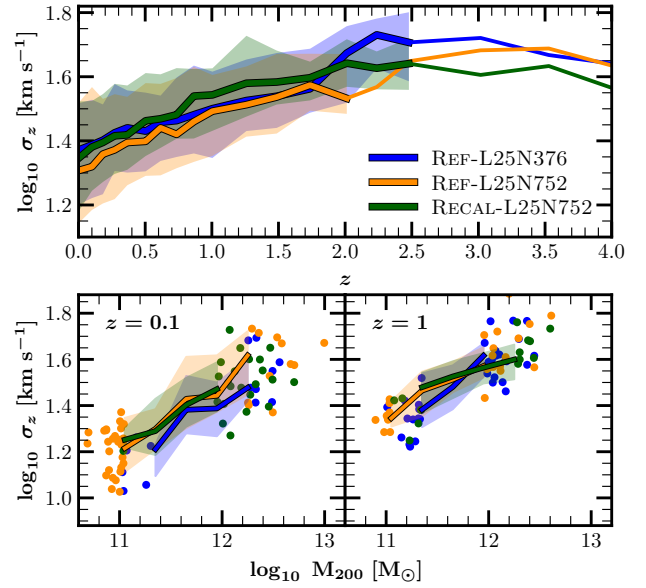 1.8
1.6
1.4
1.2
log₁₀ σ_z [km s⁻¹]
REF-L25N376
REF-L25N752
RECAL-L25N752
0.0 0.5 1.0 1.5 2.0 2.5 3.0 3.5 4.0
z
1.8
1.6
1.4
1.2
1.0
log₁₀ σ_z [km s⁻¹]
z = 0.1
z = 1
11 12 13 11 12 13
log₁₀ M₂₀₀ [M⊙]